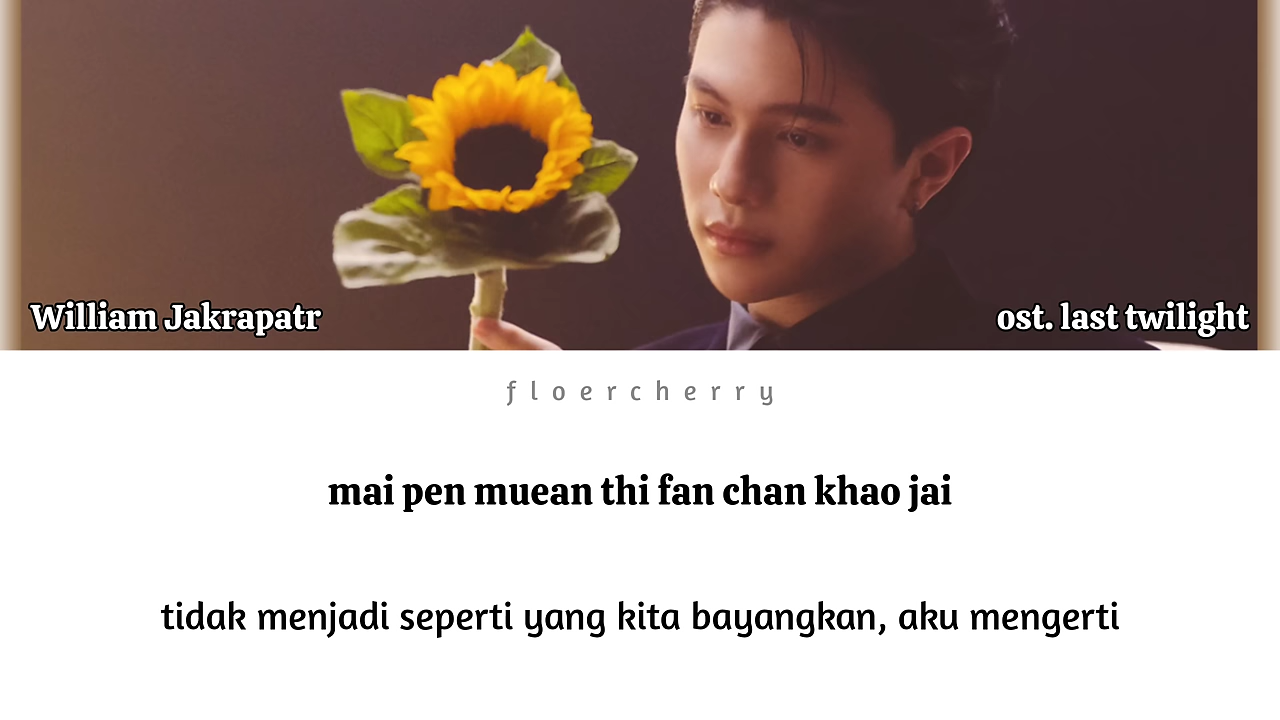 William Jakrapatr
ost. last twilight
floercherry
mai pen muean thi fan chan khao jai
tidak menjadi seperti yang kita bayangkan, aku mengerti